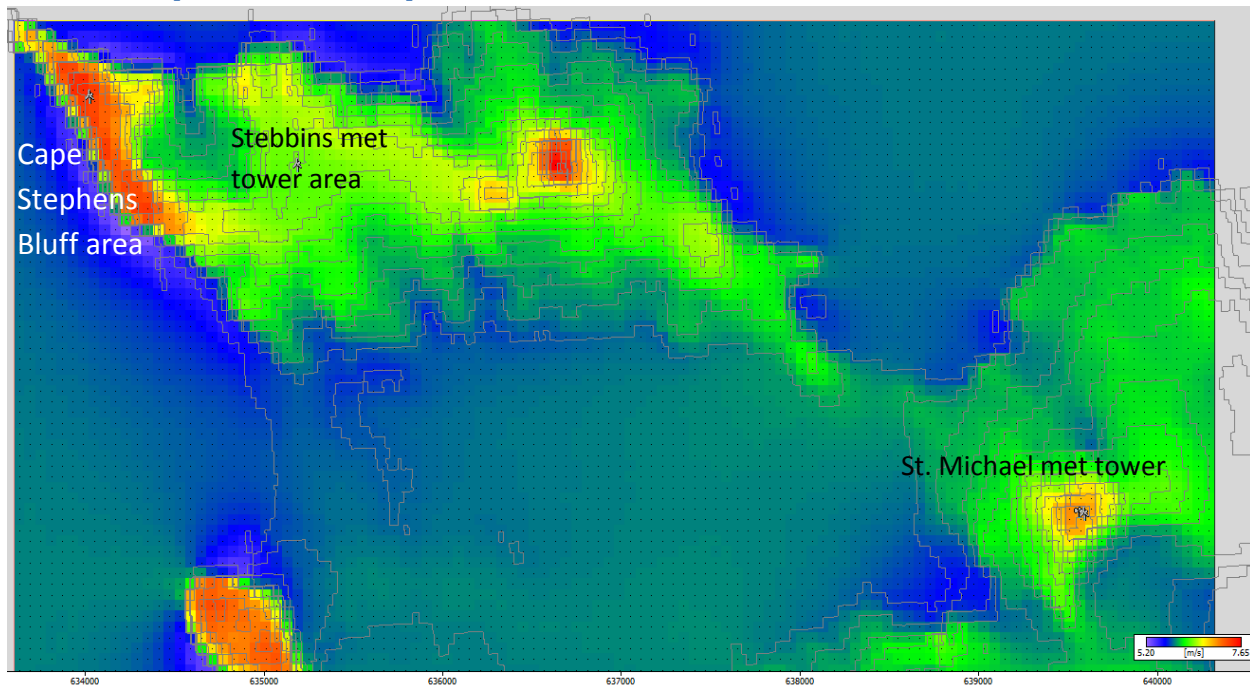 Stebbins met
tower area
Cape
Stephens
Bluff area
St. Michael met tower
5.20 [m/s] 7.65
634000 635000 636000 637000 638000 639000 640000